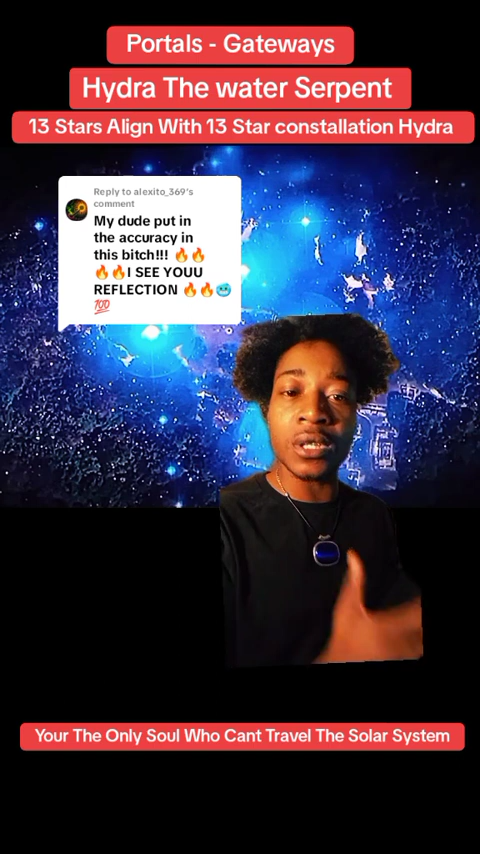 Portals - Gateways
Hydra The water Serpent
13 Stars Align With 13 Star constallation Hydra
Reply to alexito_369's
comment
My dude put in
the accuracy in
this bitch!!! 🔥🔥
🔥🔥I SEE YOUU
REFLECTION 🔥🔥🥶
💯
Your The Only Soul Who Cant Travel The Solar System